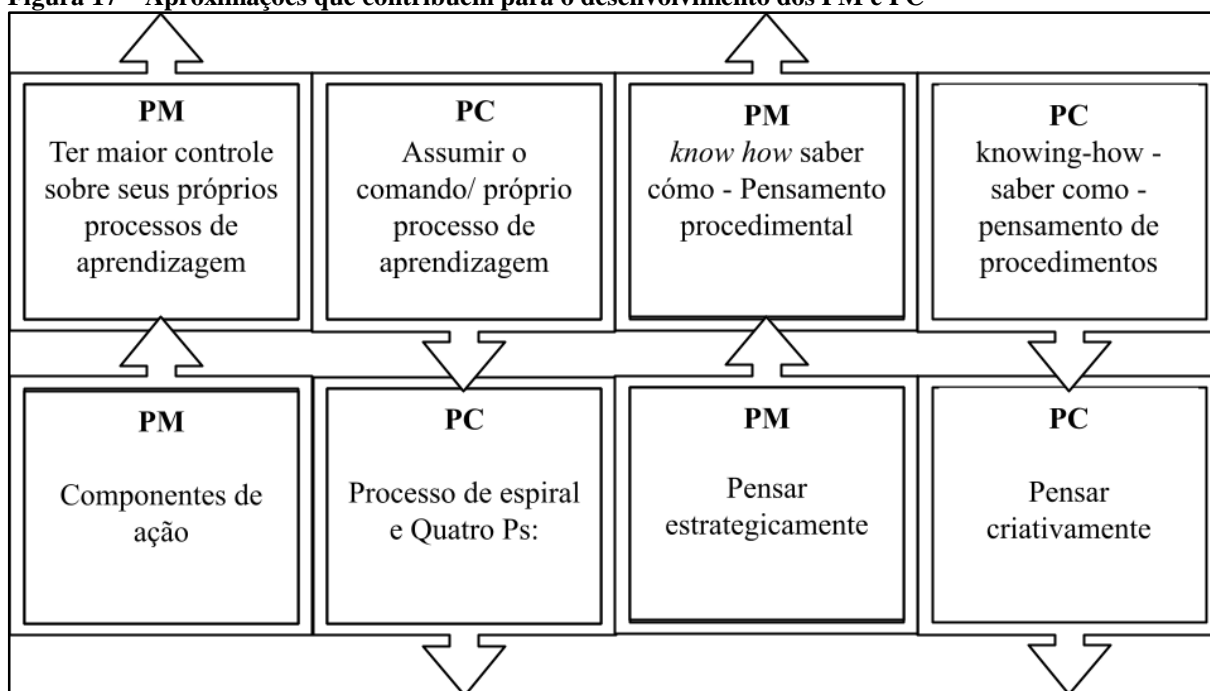 Figura 17 – Aproximações que contribuem para o desenvolvimento dos PM e PC
PM
Ter maior controle
sobre seus próprios
processos de
aprendizagem
PC
Assumir o
comando/ próprio
processo de
aprendizagem
PM
know how saber
cómo - Pensamento
procedimental
PC
knowing-how -
saber como -
pensamento de
procedimentos
PM
Componentes de
ação
PC
Processo de espiral
e Quatro Ps:
PM
Pensar
estrategicamente
PC
Pensar
criativamente